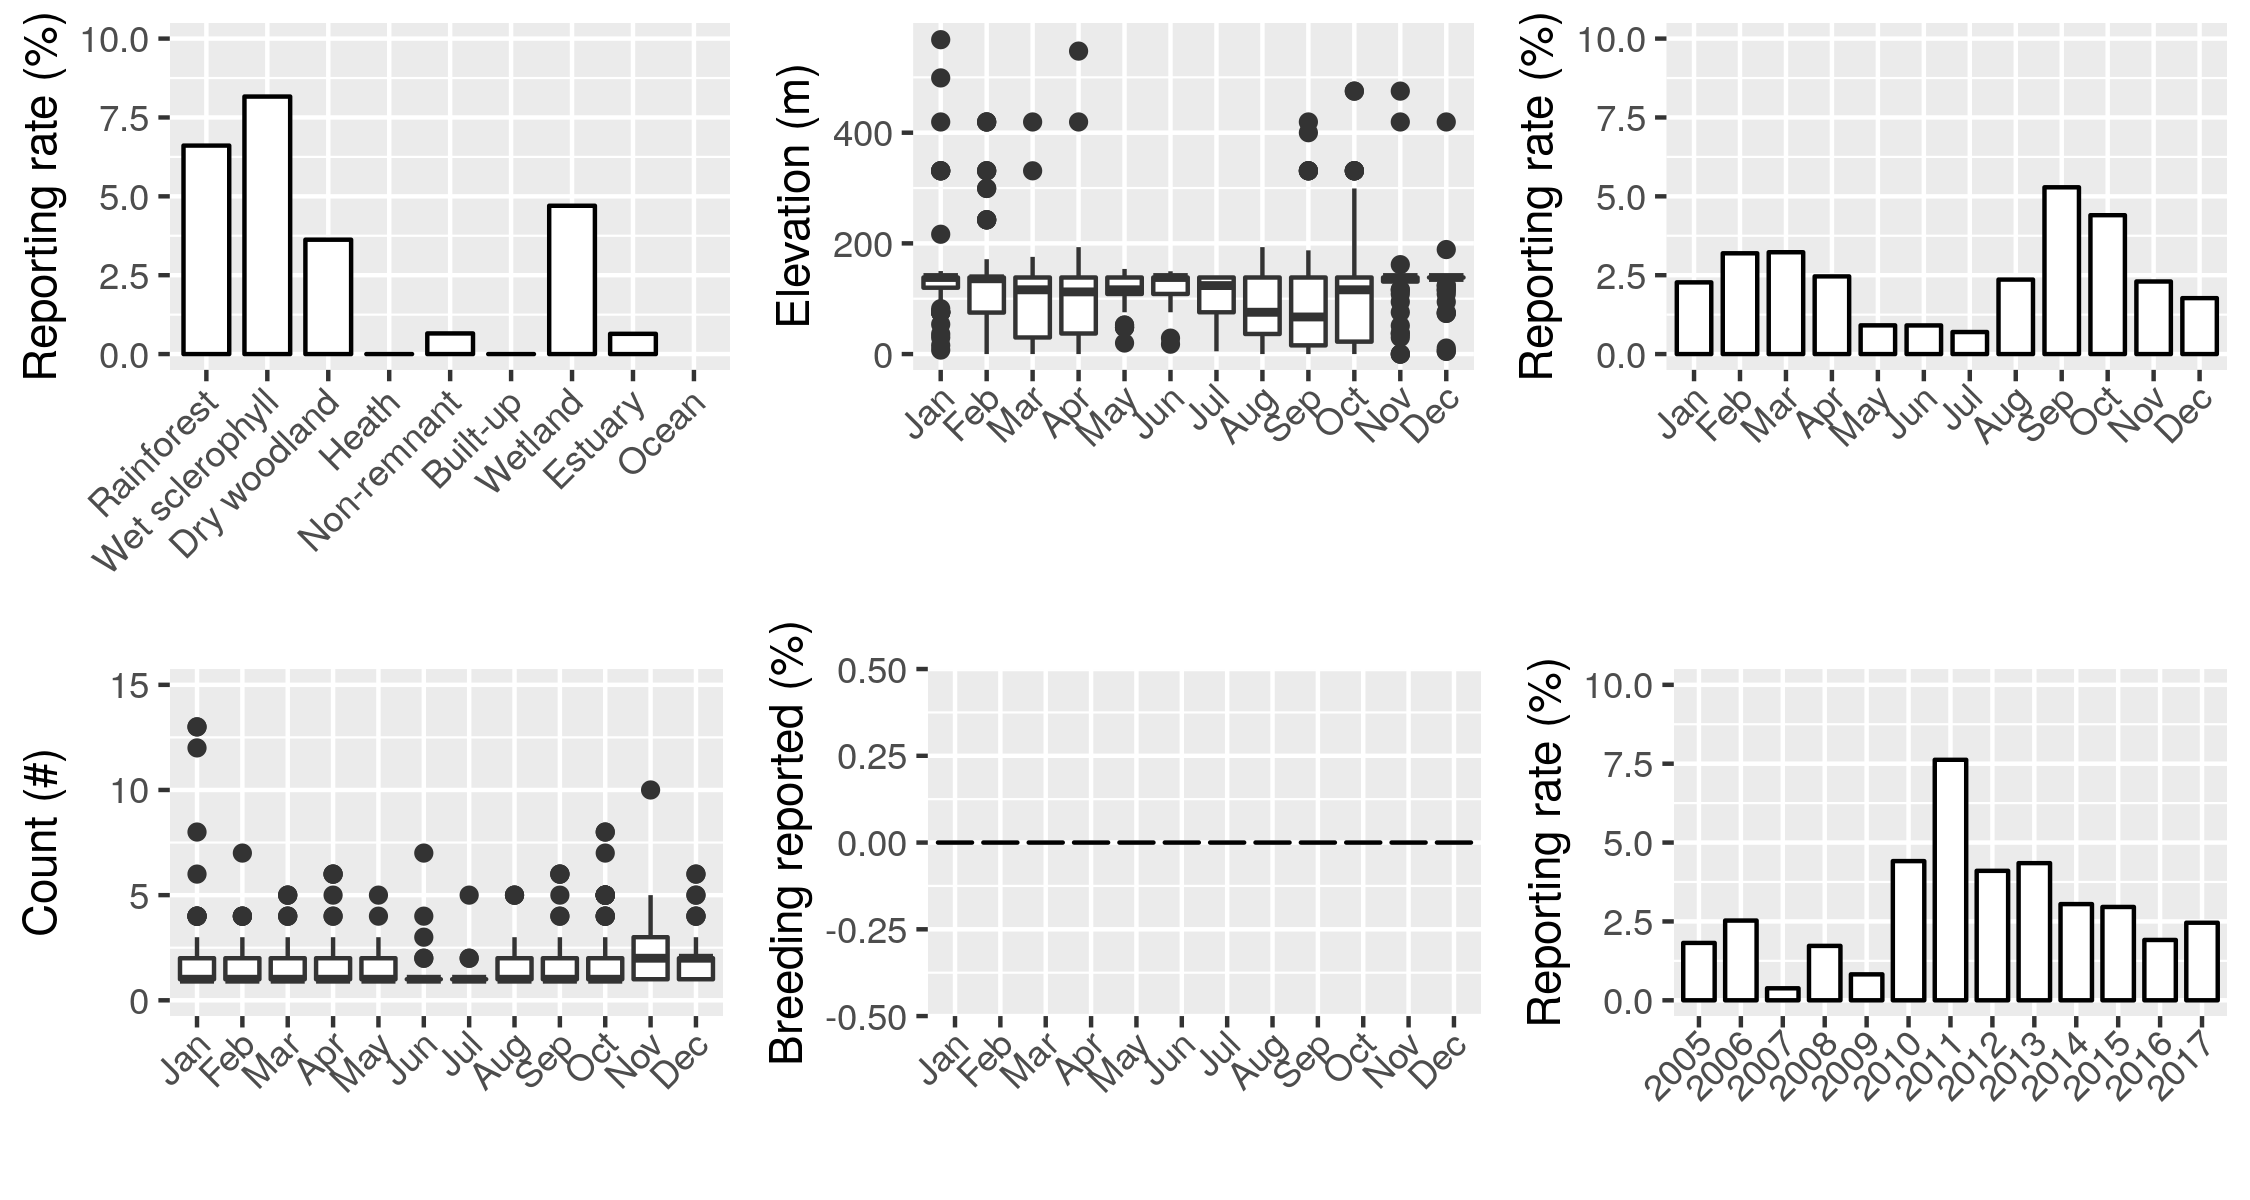 Reporting rate (%)
10.0
7.5
5.0
2.5
0.0
Rainforest
Wet sclerophyll
Dry woodland
Heath
Non-remnant
Built-up
Wetland
Estuary
Ocean
Elevation (m)
400
200
0
Jan
Feb
Mar
Apr
May
Jun
Jul
Aug
Sep
Oct
Nov
Dec
Reporting rate (%)
10.0
7.5
5.0
2.5
0.0
Jan
Feb
Mar
Apr
May
Jun
Jul
Aug
Sep
Oct
Nov
Dec
Count (#)
15
10
5
0
Jan
Feb
Mar
Apr
May
Jun
Jul
Aug
Sep
Oct
Nov
Dec
Breeding reported (%)
0.50
0.25
0.00
-0.25
-0.50
Jan
Feb
Mar
Apr
May
Jun
Jul
Aug
Sep
Oct
Nov
Dec
Reporting rate (%)
10.0
7.5
5.0
2.5
0.0
2005
2006
2007
2008
2009
2010
2011
2012
2013
2014
2015
2016
2017